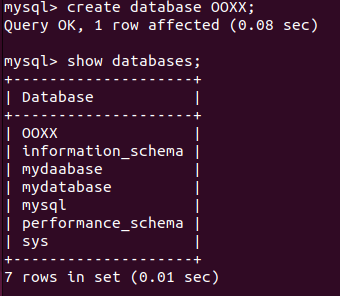 mysql> create database OOXX;
Query OK, 1 row affected (0.08 sec)

mysql> show databases;
+--------------------+
| Database           |
+--------------------+
| OOXX               |
| information_schema |
| mydaabase          |
| mydatabase         |
| mysql              |
| performance_schema |
| sys                |
+--------------------+
7 rows in set (0.01 sec)